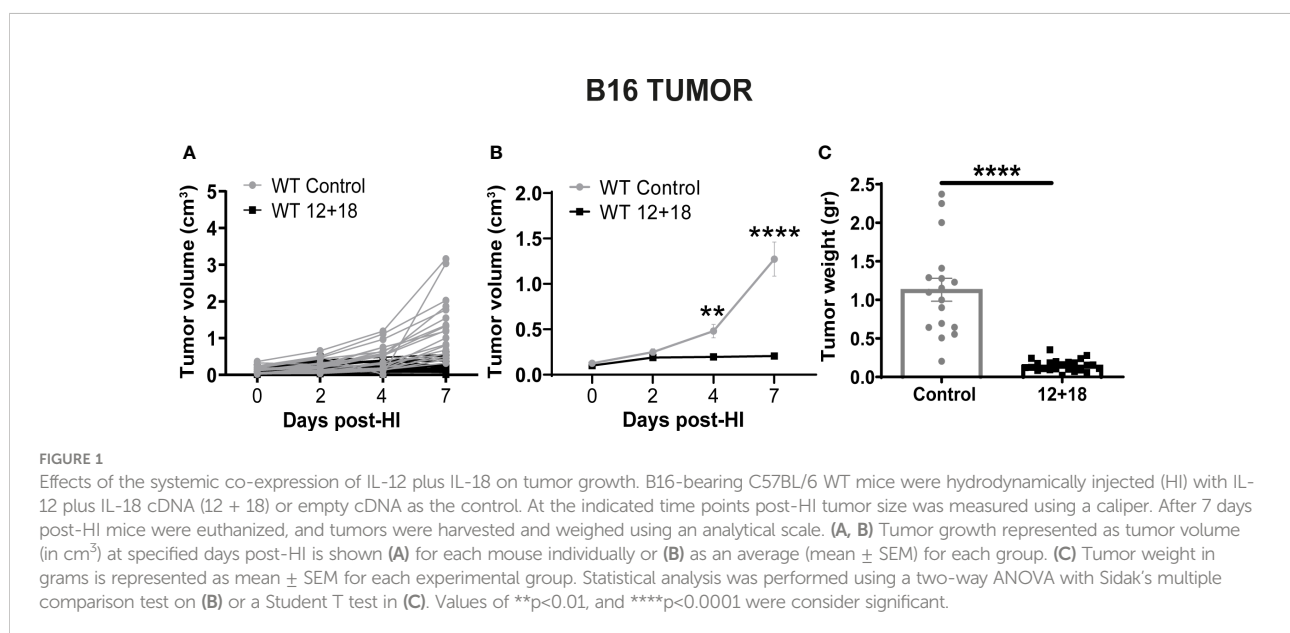 B16 TUMOR
A
WT Control
WT 12+18
Tumor volume (cm³)
5
4
3
2
1
0
0 2 4 7
Days post-HI
B
WT Control
WT 12+18
Tumor volume (cm³)
2.0
1.5
1.0
0.5
0.0
**
****
0 2 4 7
Days post-HI
C
****
Tumor weight (gr)
2.5
2.0
1.5
1.0
0.5
0.0
Control 12+18
FIGURE 1
Effects of the systemic co-expression of IL-12 plus IL-18 on tumor growth. B16-bearing C57BL/6 WT mice were hydrodynamically injected (HI) with IL-
12 plus IL-18 cDNA (12 + 18) or empty cDNA as the control. At the indicated time points post-HI tumor size was measured using a caliper. After 7 days
post-HI mice were euthanized, and tumors were harvested and weighed using an analytical scale. (A, B) Tumor growth represented as tumor volume
(in cm³) at specified days post-HI is shown (A) for each mouse individually or (B) as an average (mean ± SEM) for each group. (C) Tumor weight in
grams is represented as mean ± SEM for each experimental group. Statistical analysis was performed using a two-way ANOVA with Sidak’s multiple
comparison test on (B) or a Student T test in (C). Values of **p<0.01, and ****p<0.0001 were consider significant.